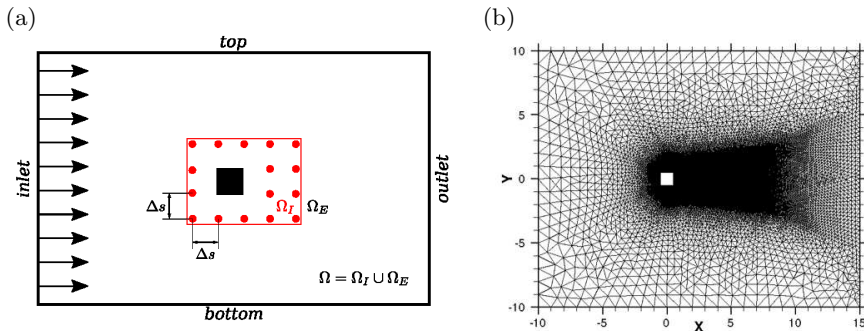 (a)
top
inlet
outlet
Δs
Ω_I Ω_E
Δs
Ω = Ω_I ∪ Ω_E
bottom
(b)
10
5
0
-5
-10
Y
-10 -5 0 5 10 15
X